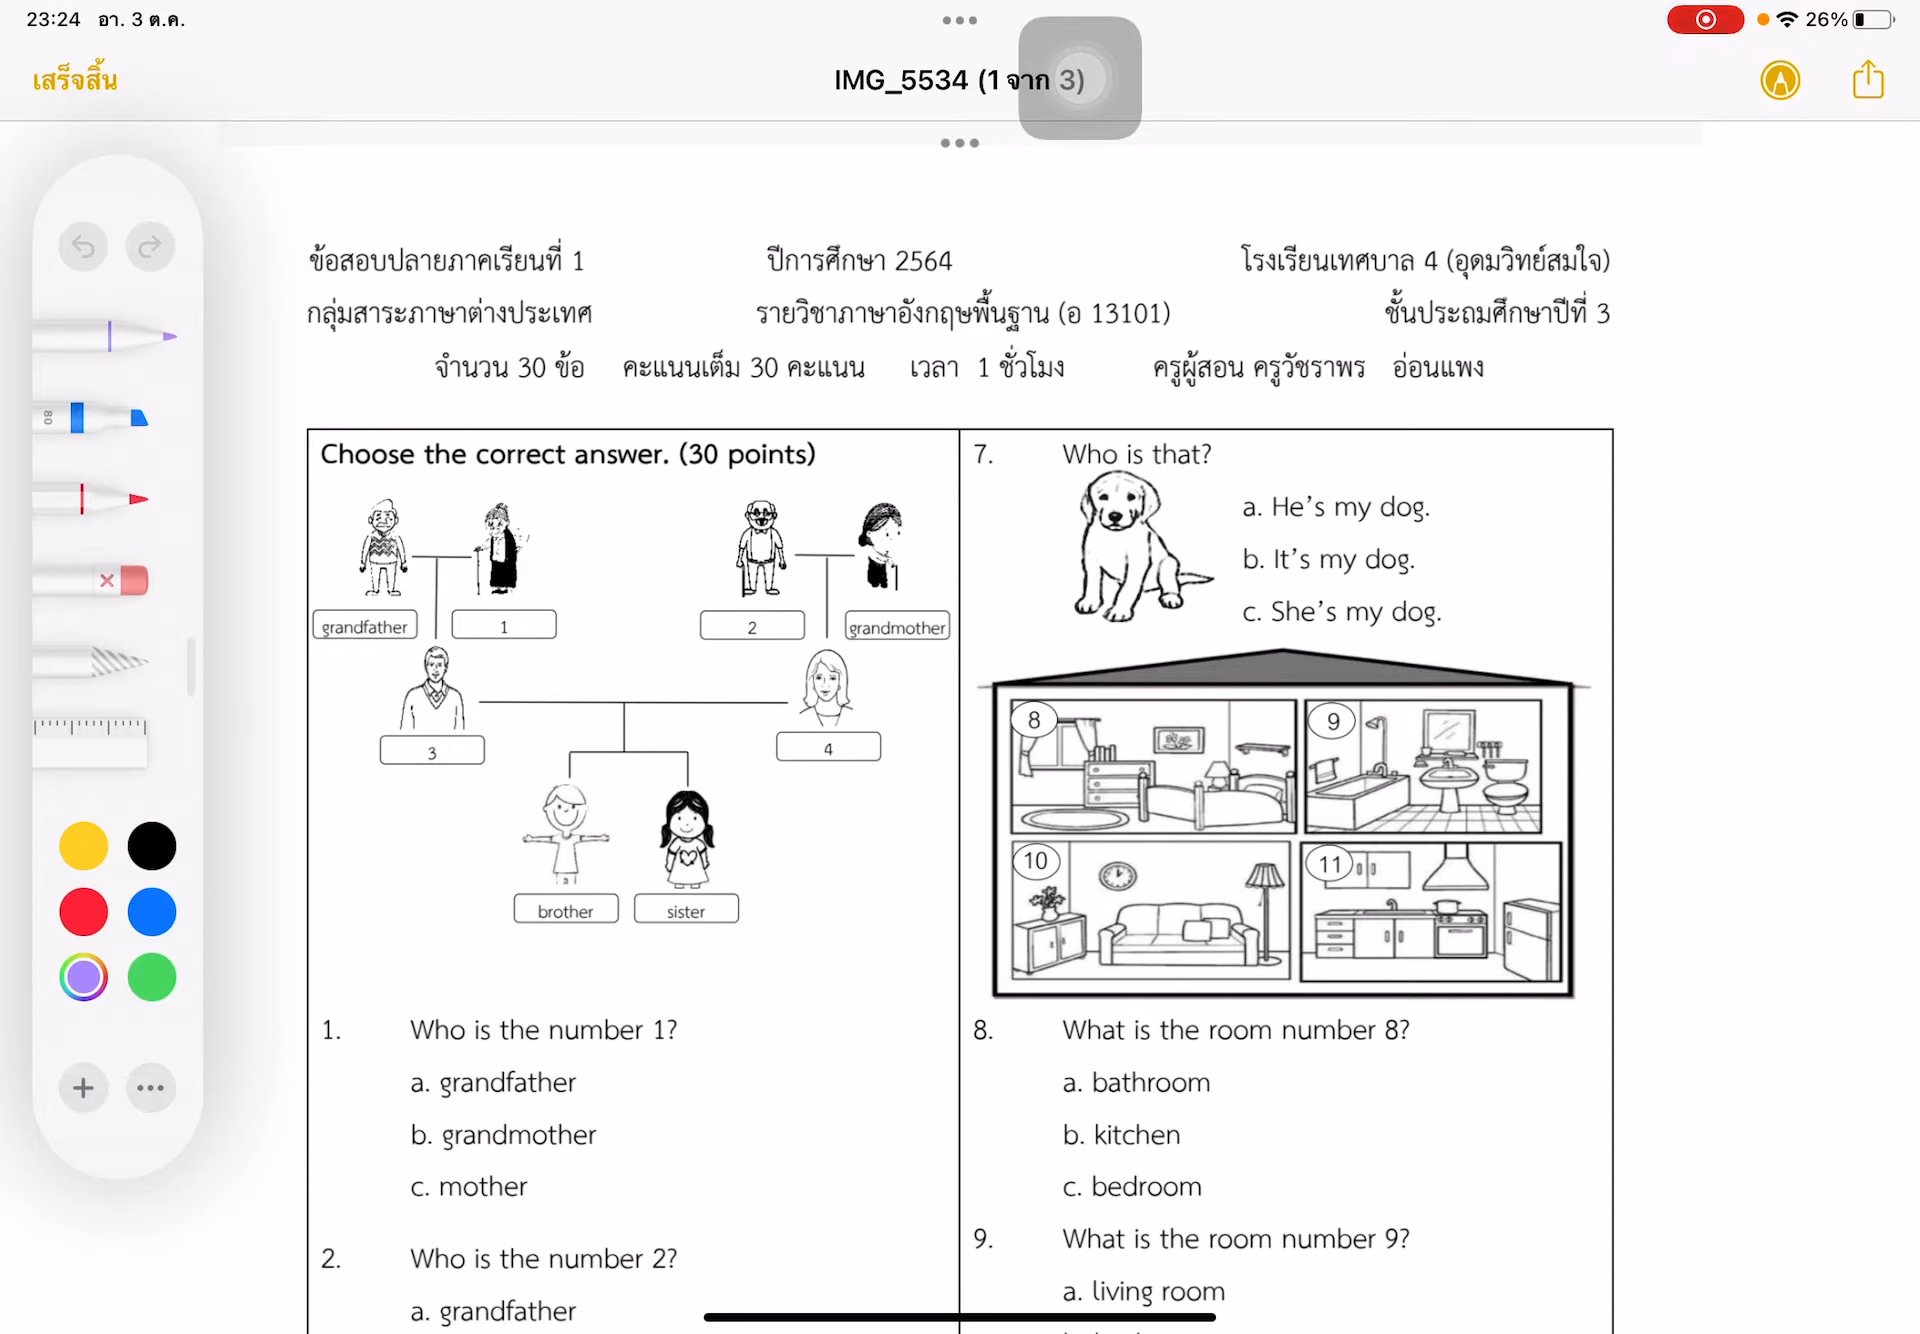 23:24 อา. 3 ต.ค.
26%
เสร็จสิ้น
IMG_5534 (1 จาก 3)
80
ข้อสอบปลายภาคเรียนที่ 1 ปีการศึกษา 2564 โรงเรียนเทศบาล 4 (อุดมวิทย์สมใจ)
กลุ่มสาระภาษาต่างประเทศ รายวิชาภาษาอังกฤษพื้นฐาน (อ 13101) ชั้นประถมศึกษาปีที่ 3
จำนวน 30 ข้อ คะแนนเต็ม 30 คะแนน เวลา 1 ชั่วโมง ครูผู้สอน ครูวัชราพร อ่อนแพง
Choose the correct answer. (30 points)
grandfather 1 2 grandmother
3 4
brother sister
1. Who is the number 1?
a. grandfather
b. grandmother
c. mother
2. Who is the number 2?
a. grandfather
7. Who is that?
a. He's my dog.
b. It's my dog.
c. She's my dog.
8 9
10 11
8. What is the room number 8?
a. bathroom
b. kitchen
c. bedroom
9. What is the room number 9?
a. living room